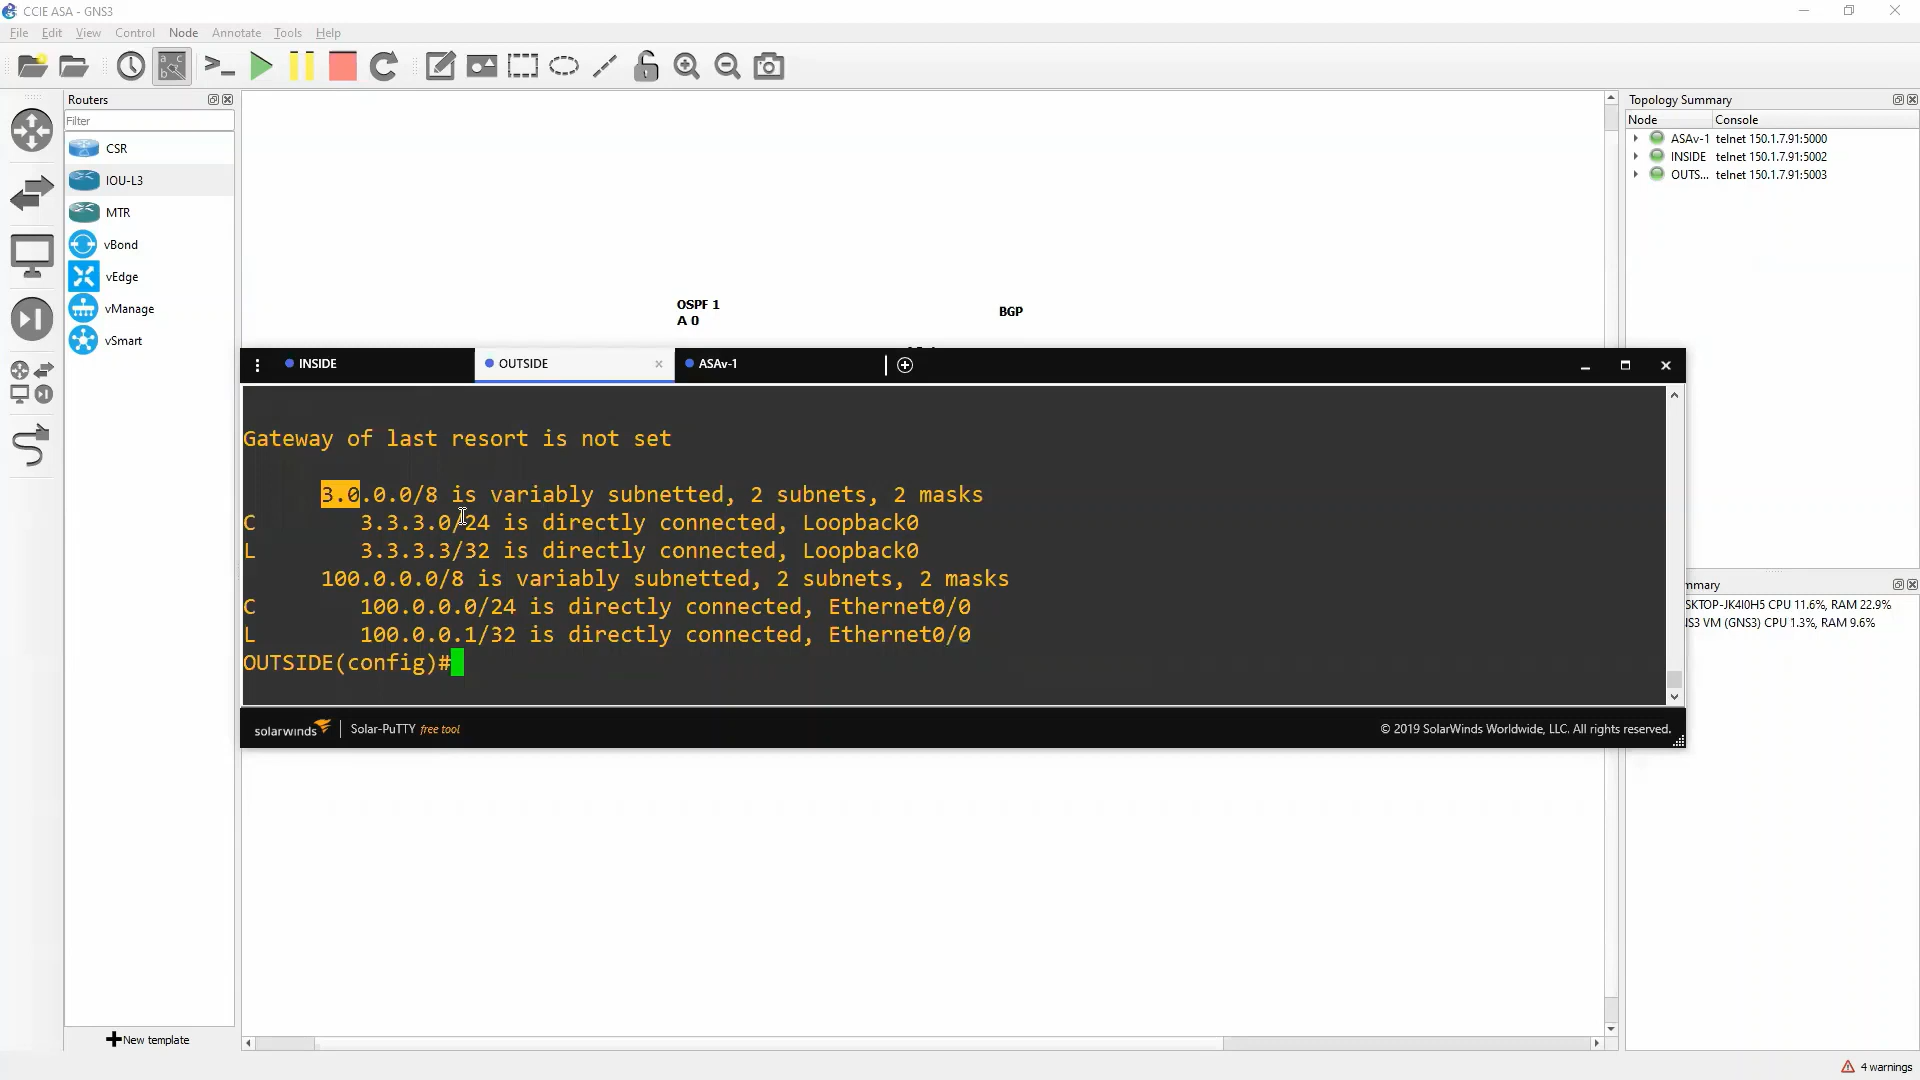 CCIE ASA - GNS3
File Edit View Control Node Annotate Tools Help
Routers
Filter
CSR
IOU-L3
MTR
vBond
vEdge
vManage
vSmart
New template
OSPF 1
A 0
BGP
Topology Summary
Node Console
ASAv-1 telnet 150.1.7.91:5000
INSIDE telnet 150.1.7.91:5002
OUTS... telnet 150.1.7.91:5003
INSIDE OUTSIDE ASAv-1
Gateway of last resort is not set
3.0.0.0/8 is variably subnetted, 2 subnets, 2 masks
C 3.3.3.0/24 is directly connected, Loopback0
L 3.3.3.3/32 is directly connected, Loopback0
100.0.0.0/8 is variably subnetted, 2 subnets, 2 masks
C 100.0.0.0/24 is directly connected, Ethernet0/0
L 100.0.0.1/32 is directly connected, Ethernet0/0
OUTSIDE(config)#
solarwinds Solar-PuTTY free tool
© 2019 SolarWinds Worldwide, LLC. All rights reserved.
mmary
SKTOP-JK4I0H5 CPU 11.6%, RAM 22.9%
NS3 VM (GNS3) CPU 1.3%, RAM 9.6%
4 warnings